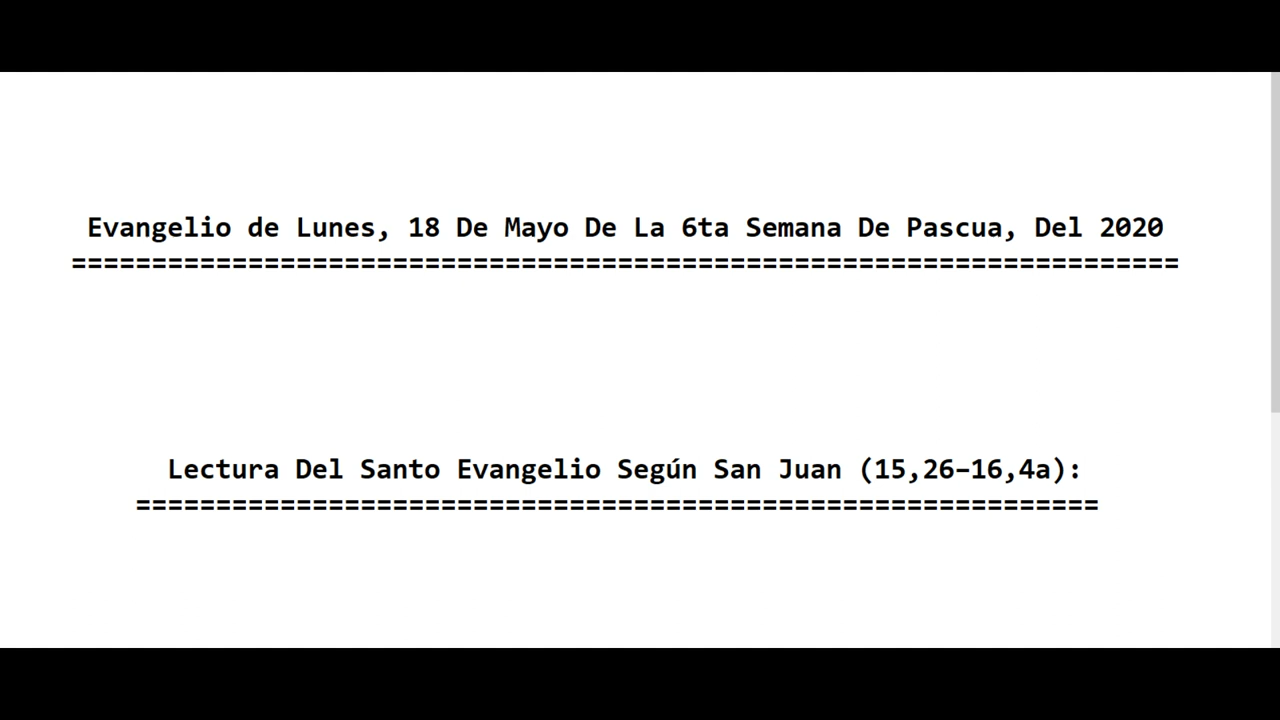 Evangelio de Lunes, 18 De Mayo De La 6ta Semana De Pascua, Del 2020
=====================================================================
Lectura Del Santo Evangelio Según San Juan (15,26–16,4a):
============================================================